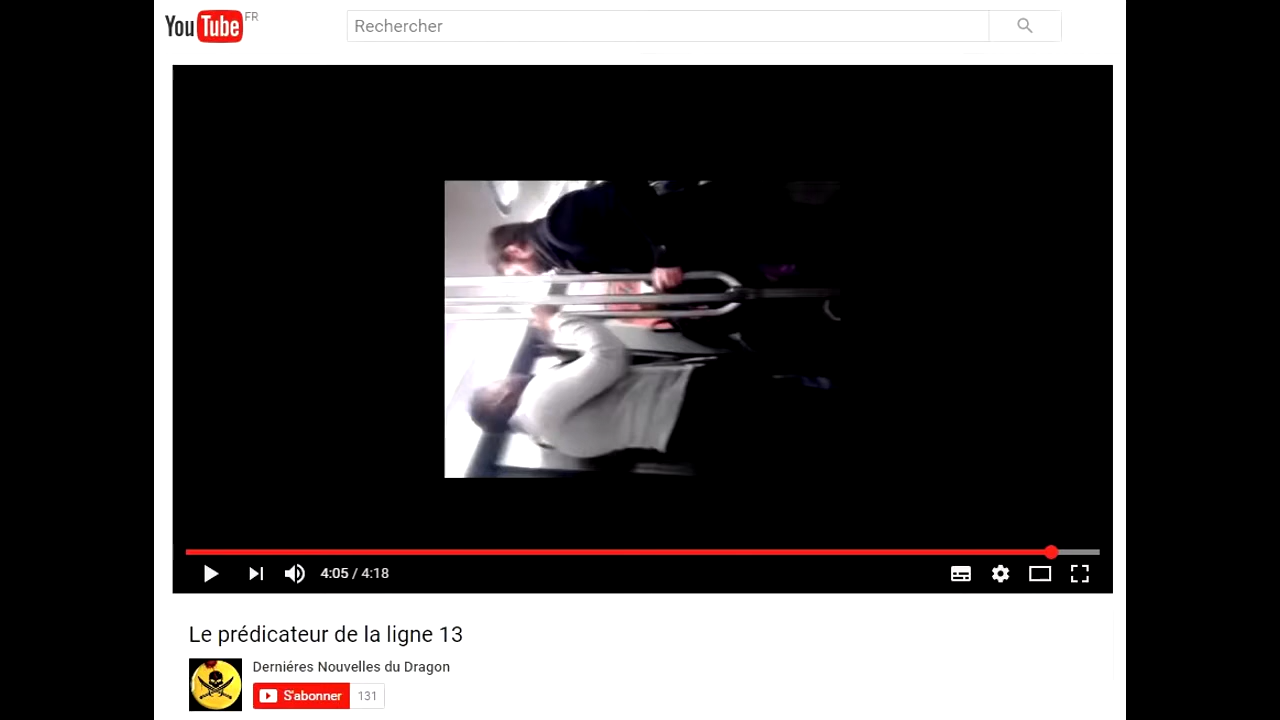 YouTube FR
Rechercher
4:05 / 4:18
Le prédicateur de la ligne 13
Derniéres Nouvelles du Dragon
S'abonner 131